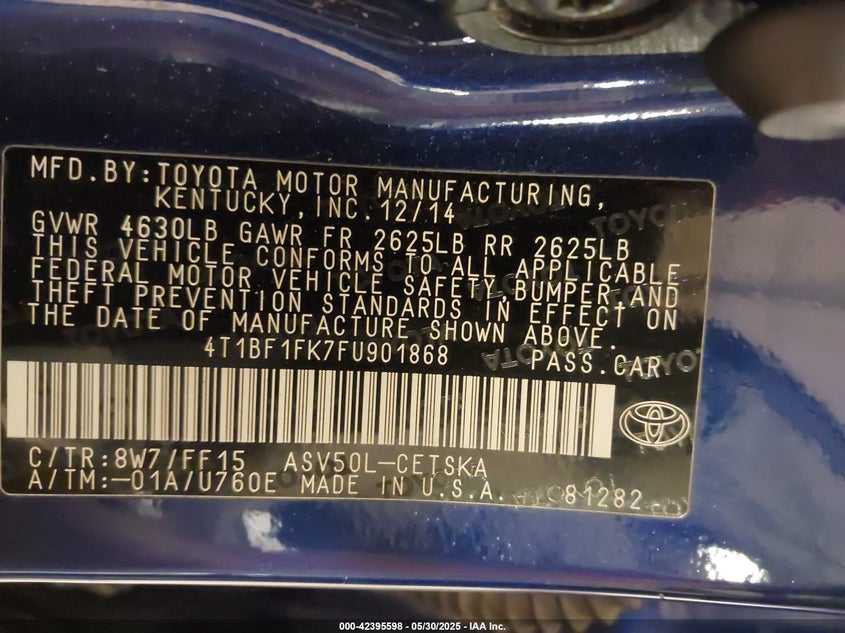 MFD.BY:TOYOTA MOTOR MANUFACTURING,
KENTUCKY,INC.12/14
GVWR 4630LB GAWR FR 2625LB RR 2625LB
THIS VEHICLE CONFORMS TO ALL APPLICABLE
FEDERAL MOTOR VEHICLE SAFETY,BUMPER,AND
THEFT PREVENTION STANDARDS IN EFFECT ON
THE DATE OF MANUFACTURE SHOWN ABOVE.
4T1BF1FK7FU901868 PASS.CAR
C/TR:8W7/FF15 ASV50L-CETSKA
A/TM:-01A/U760E MADE IN U.S.A. 81282
000-42395598 - 05/30/2025 - IAA Inc.